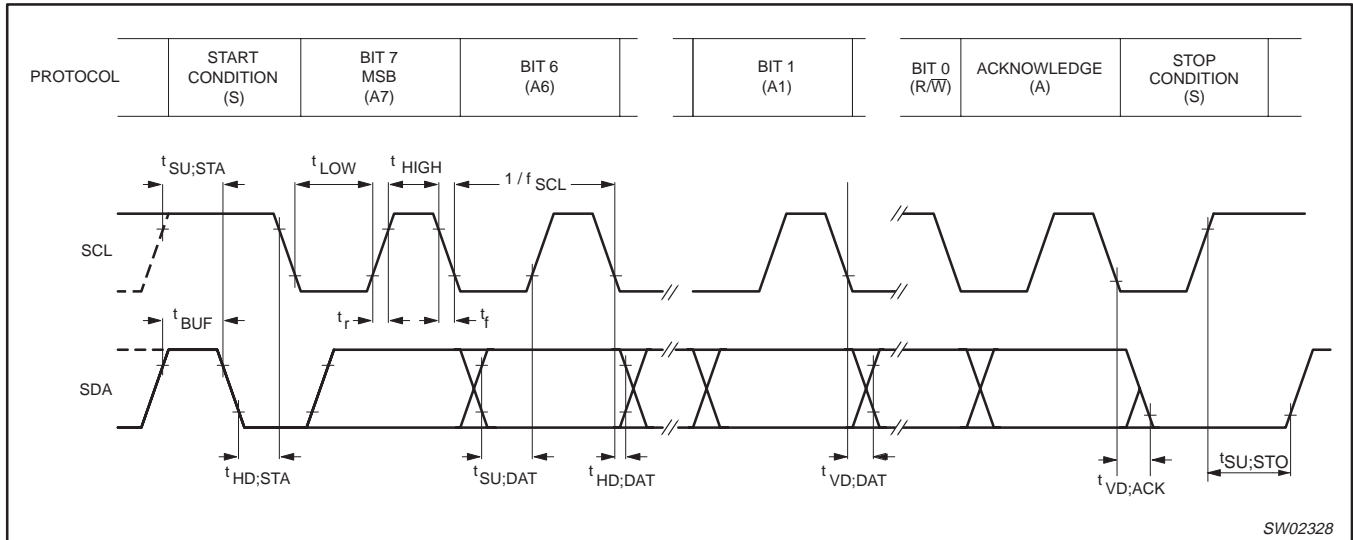 PROTOCOL
START
CONDITION
(S)
BIT 7
MSB
(A7)
BIT 6
(A6)
BIT 1
(A1)
BIT 0
(R/W̅)
ACKNOWLEDGE
(A)
STOP
CONDITION
(S)
tSU;STA
tLOW
tHIGH
1 / fSCL
SCL
tBUF
tr
tf
SDA
tHD;STA
tSU;DAT
tHD;DAT
tVD;DAT
tVD;ACK
tSU;STO
SW02328